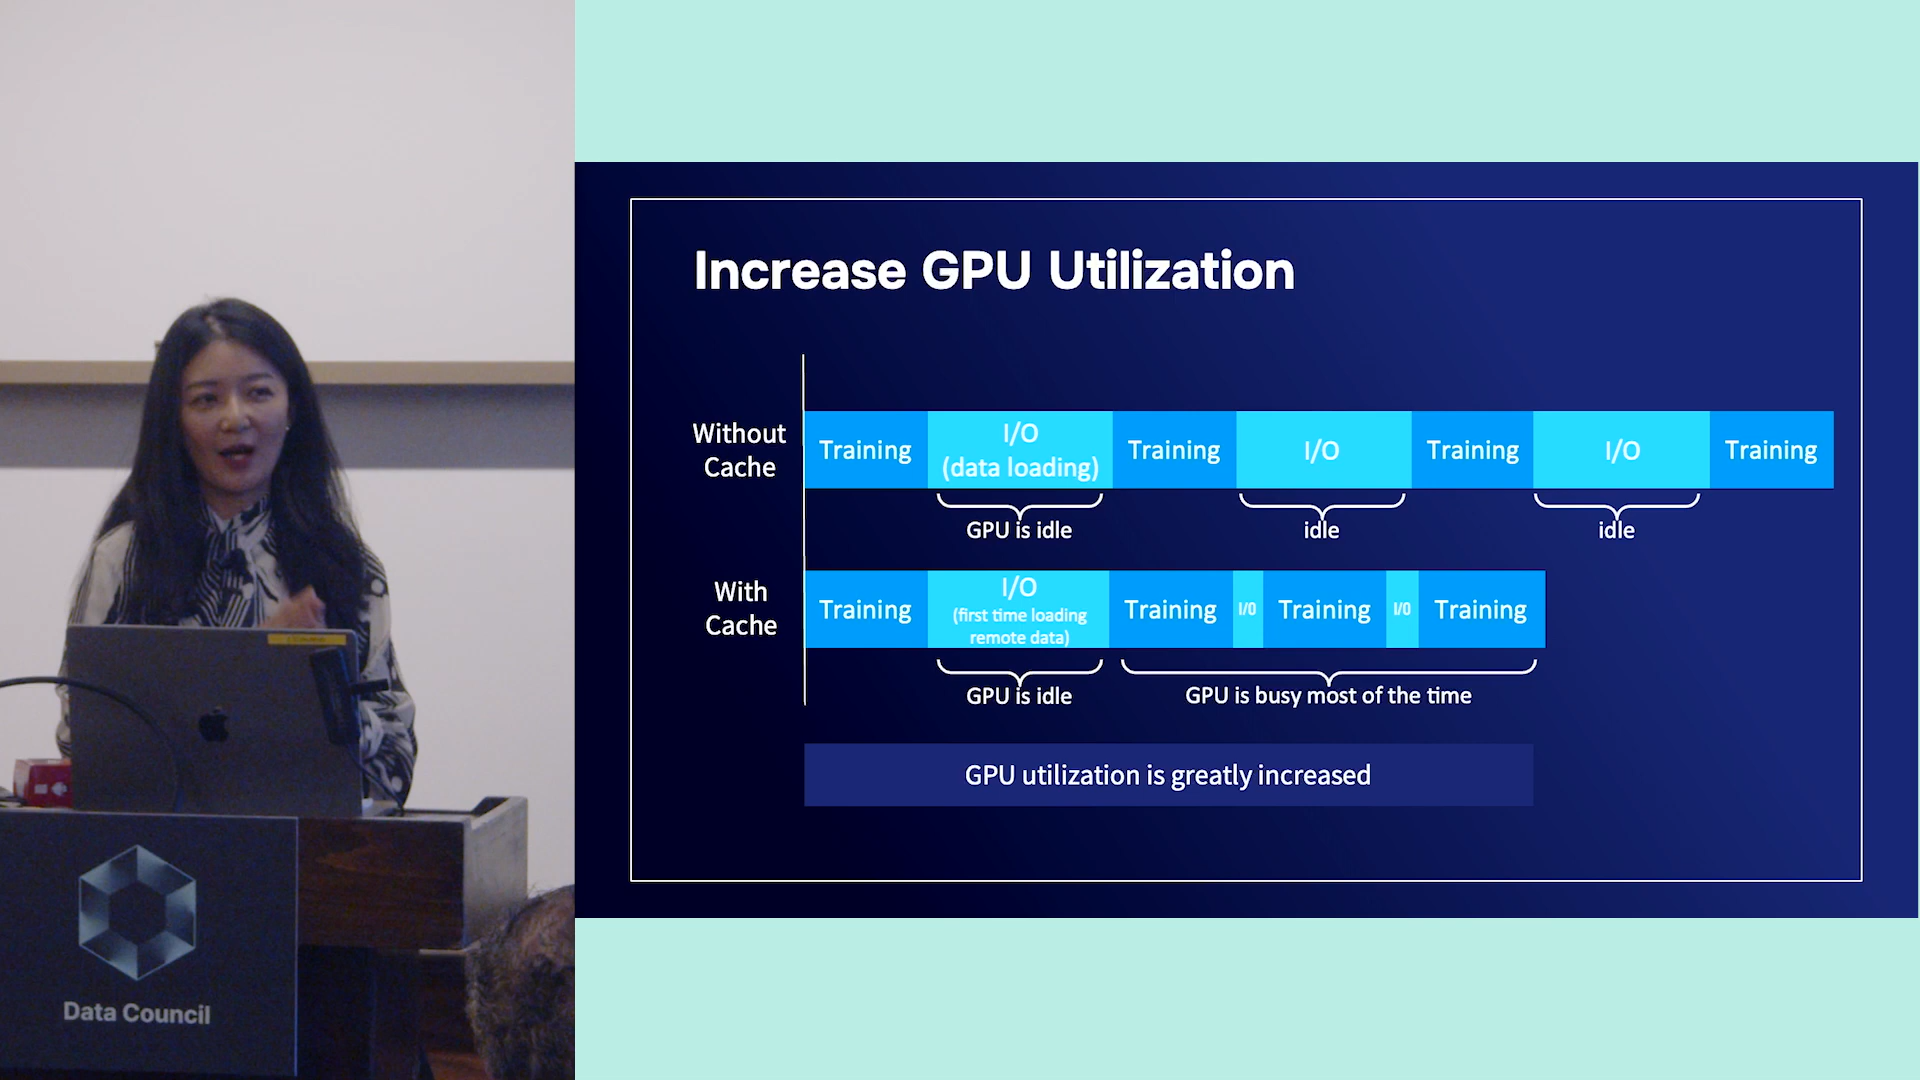 Increase GPU Utilization
Without
Cache
Training
I/O
(data loading)
Training
I/O
Training
I/O
Training
GPU is idle
idle
idle
With
Cache
Training
I/O
(first time loading
remote data)
Training
I/O
Training
I/O
Training
GPU is idle
GPU is busy most of the time
GPU utilization is greatly increased
Data Council